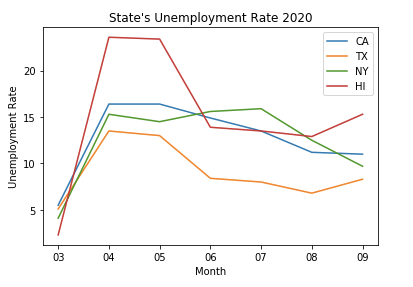 State's Unemployment Rate 2020
CA
TX
NY
HI
Unemployment Rate
20
15
10
5
03 04 05 06 07 08 09
Month